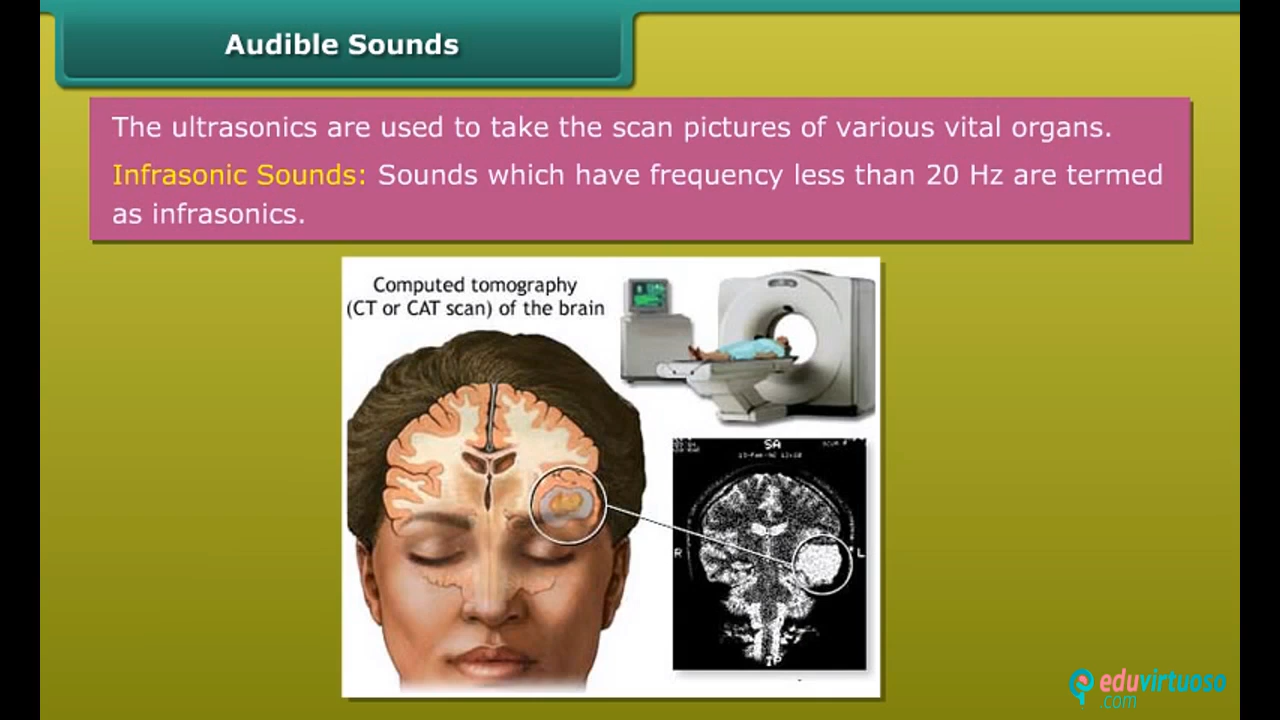 Audible Sounds
The ultrasonics are used to take the scan pictures of various vital organs.
Infrasonic Sounds: Sounds which have frequency less than 20 Hz are termed
as infrasonics.
Computed tomography
(CT or CAT scan) of the brain
SA
R
L
IP
eduvirtuoso
.com